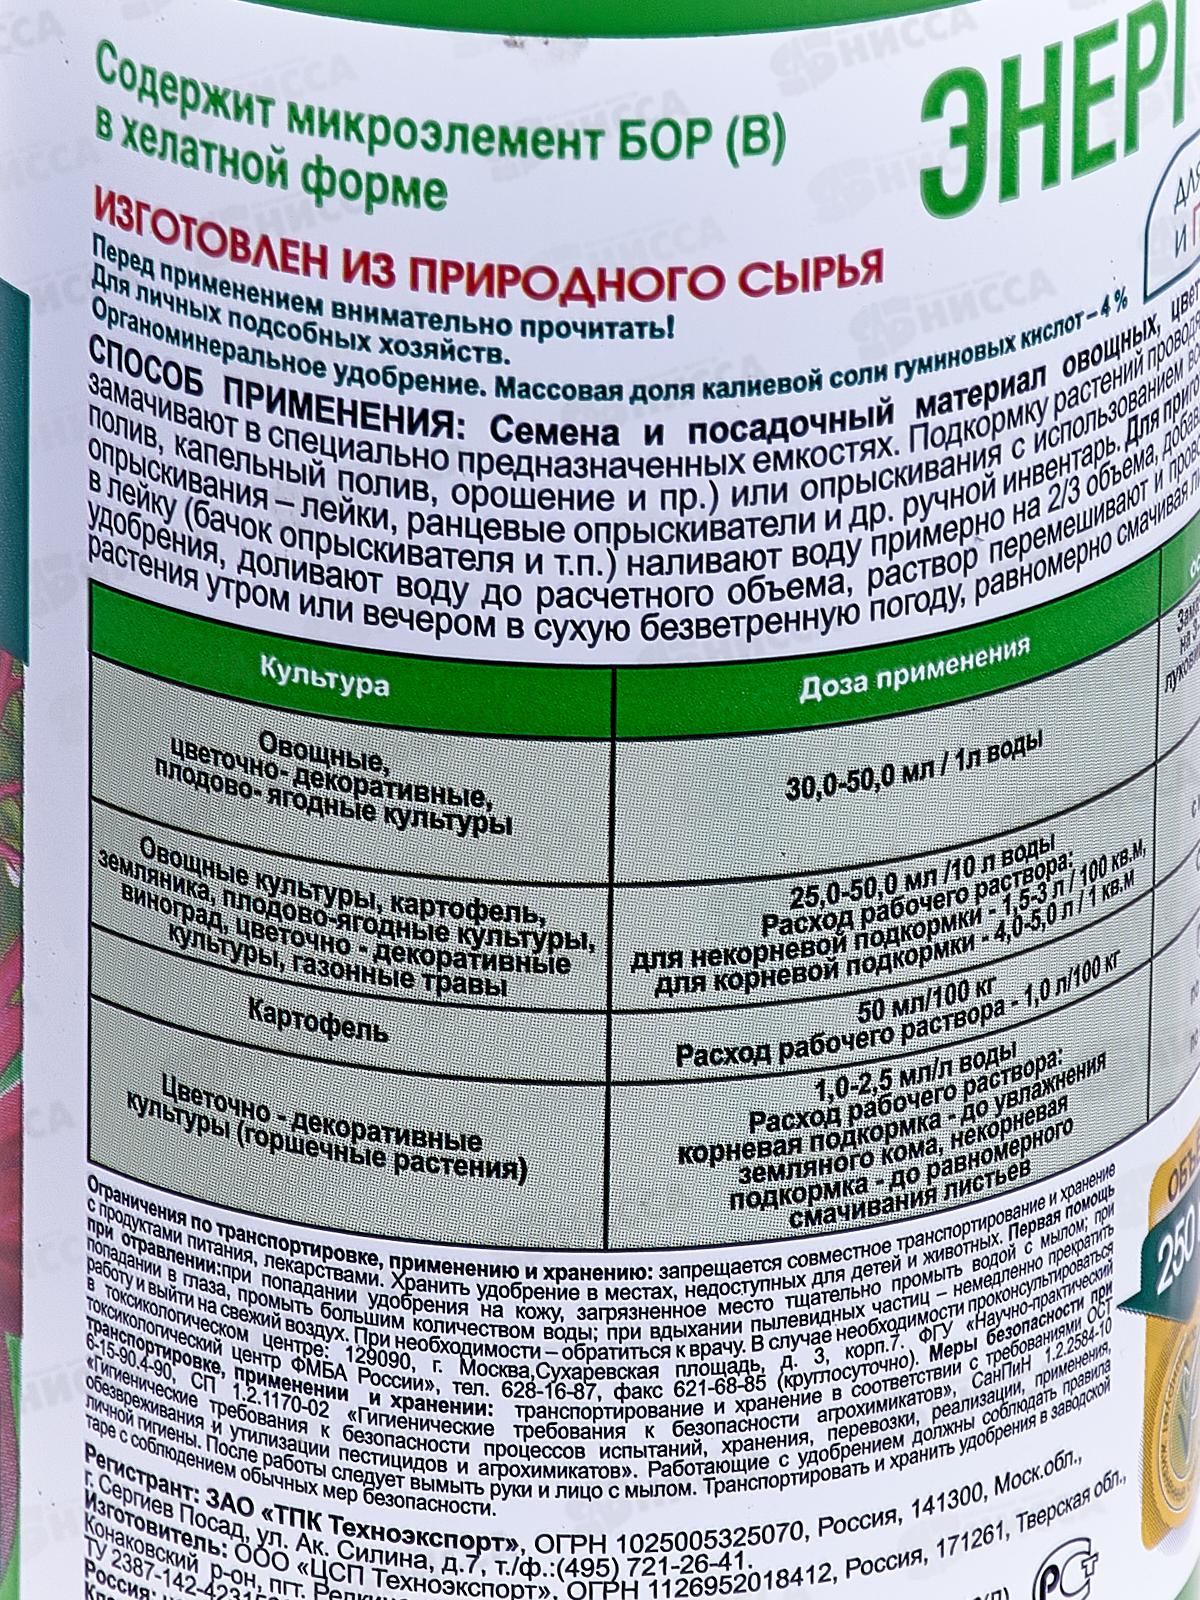 Содержит микроэлемент БОР (В)
в хелатной форме
ЭНЕРГ
ИЗГОТОВЛЕН ИЗ ПРИРОДНОГО СЫРЬЯ
Перед применением внимательно прочитать!
Для личных подсобных хозяйств.
Органоминеральное удобрение. Массовая доля калиевой соли гуминовых кислот – 4 %
СПОСОБ ПРИМЕНЕНИЯ: Семена и посадочный материал овощных, цвет
замачивают в специально предназначенных емкостях. Подкормку растений провод
полив, капельный полив, орошение и пр.) или опрыскивания с использованием
опрыскивания – лейки, ранцевые опрыскиватели и др. ручной инвентарь. Для приго
в лейку (бачок опрыскивателя и т.п.) наливают воду примерно на 2/3 объема, добав
удобрения, доливают воду до расчетного объема, раствор перемешивают и пров
растения утром или вечером в сухую безветренную погоду, равномерно смачивая
Культура
Доза применения
Овощные,
цветочно- декоративные,
плодово- ягодные культуры
30,0-50,0 мл / 1л воды
Овощные культуры, картофель,
земляника, плодово-ягодные культуры,
виноград, цветочно - декоративные
культуры, газонные травы
25,0-50,0 мл /10 л воды
Расход рабочего раствора:
для некорневой подкормки - 1,5-3 л / 100 кв.м,
для корневой подкормки - 4,0-5,0 л / 1 кв.м
Картофель
50 мл/100 кг
Расход рабочего раствора - 1,0 л/100 кг
Цветочно - декоративные
культуры (горшечные растения)
1,0-2,5 мл/л воды
Расход рабочего раствора:
корневая подкормка - до увлажнения
земляного кома, некорневая
подкормка - до равномерного
смачивания листьев
Ограничения по транспортировке, применению и хранению: запрещается совместное транспортирование и хранение
с продуктами питания, лекарствами. Хранить удобрение в местах, недоступных для детей и животных. Первая помощь
при отравлении:при попадании удобрения на кожу, загрязненное место тщательно промыть водой с мылом; при
попадании в глаза, промыть большим количеством воды; при вдыхании пылевидных частиц – немедленно прекратить
работу и выйти на свежий воздух. При необходимости – обратиться к врачу. В случае необходимости проконсультироваться
в токсикологическом центре: 129090, г. Москва,Сухаревская площадь, д. 3, корп.7. ФГУ «Научно-практический
токсикологический центр ФМБА России», тел. 628-16-87, факс 621-68-85 (круглосуточно). Меры безопасности при
транспортировке, применении и хранении: транспортирование и хранение в соответствии с требованиями ОСТ
6-15-90.4-90, СП 1.2.1170-02 «Гигиенические требования к безопасности агрохимикатов», СанПиН 1.2.2584-10
«Гигиенические требования к безопасности процессов испытаний, хранения, перевозки, реализации, применения,
обезвреживания и утилизации пестицидов и агрохимикатов». Работающие с удобрением должны соблюдать правила
личной гигиены. После работы следует вымыть руки и лицо с мылом. Транспортировать и хранить удобрения в заводской
таре с соблюдением обычных мер безопасности.
Регистрант: ЗАО «ТПК Техноэкспорт», ОГРН 1025005325070, Россия, 141300, Моск.обл.,
г. Сергиев Посад, ул. Ак. Силина, д.7, т./ф.:(495) 721-26-41.
Изготовитель: ООО «ЦСП Техноэкспорт», ОГРН 1126952018412, Россия, 171261, Тверская обл.,
Конаковский р-он, пгт. Редкин
ТУ 2387-142-42315
Россия:
250